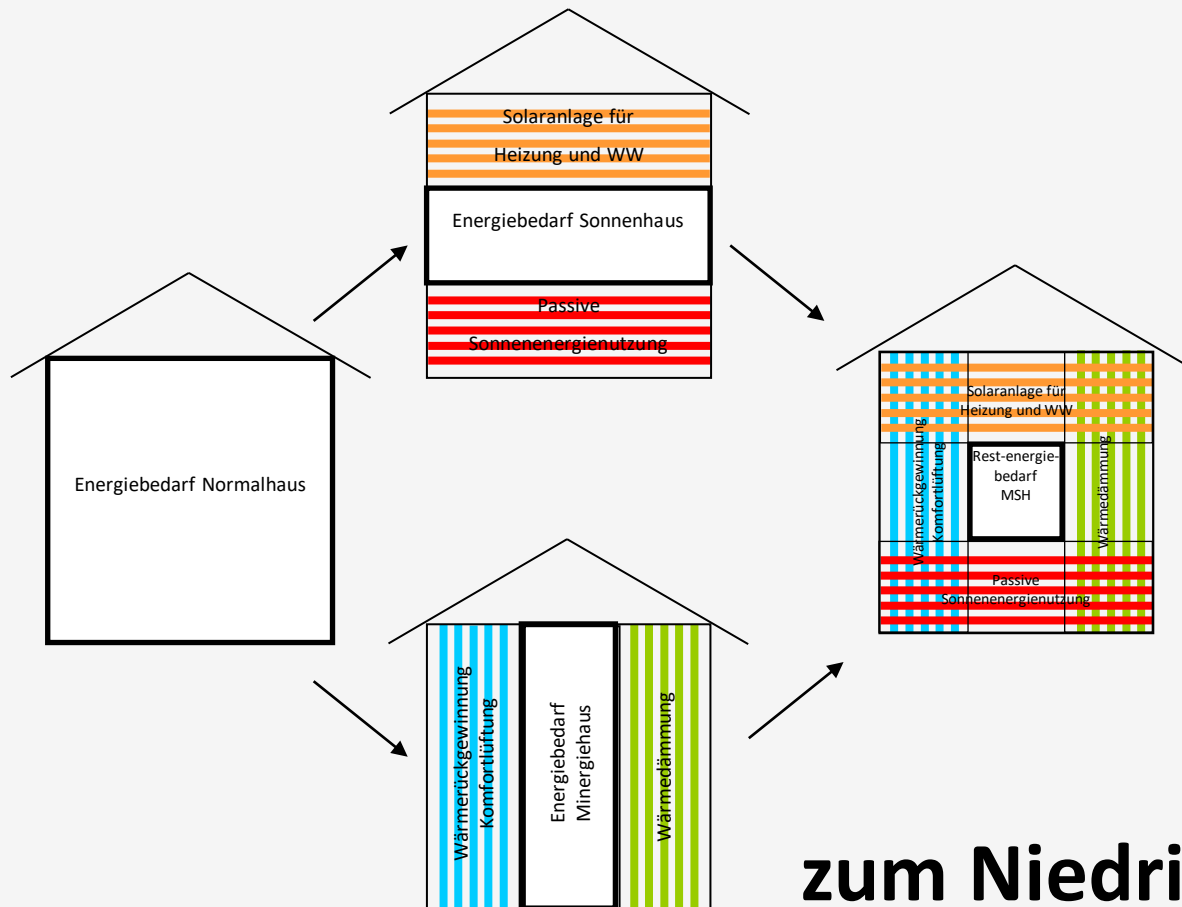 Solaranlage für
Heizung und WW
Energiebedarf Sonnenhaus
Passive
Sonnenenergienutzung
Energiebedarf Normalhaus
Solaranlage für
Heizung und WW
Wärmerückgewinnung
Komfortlüftung
Rest-energie-
bedarf
MSH
Wärmedämmung
Passive
Sonnenenergienutzung
Wärmerückgewinnung
Komfortlüftung
Energiebedarf
Minergiehaus
Wärmedämmung
zum Niedri